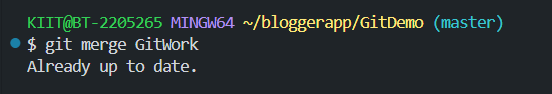 KIIT@BT-2205265 MINGW64 ~/bloggerapp/GitDemo (master)
$ git merge GitWork
Already up to date.